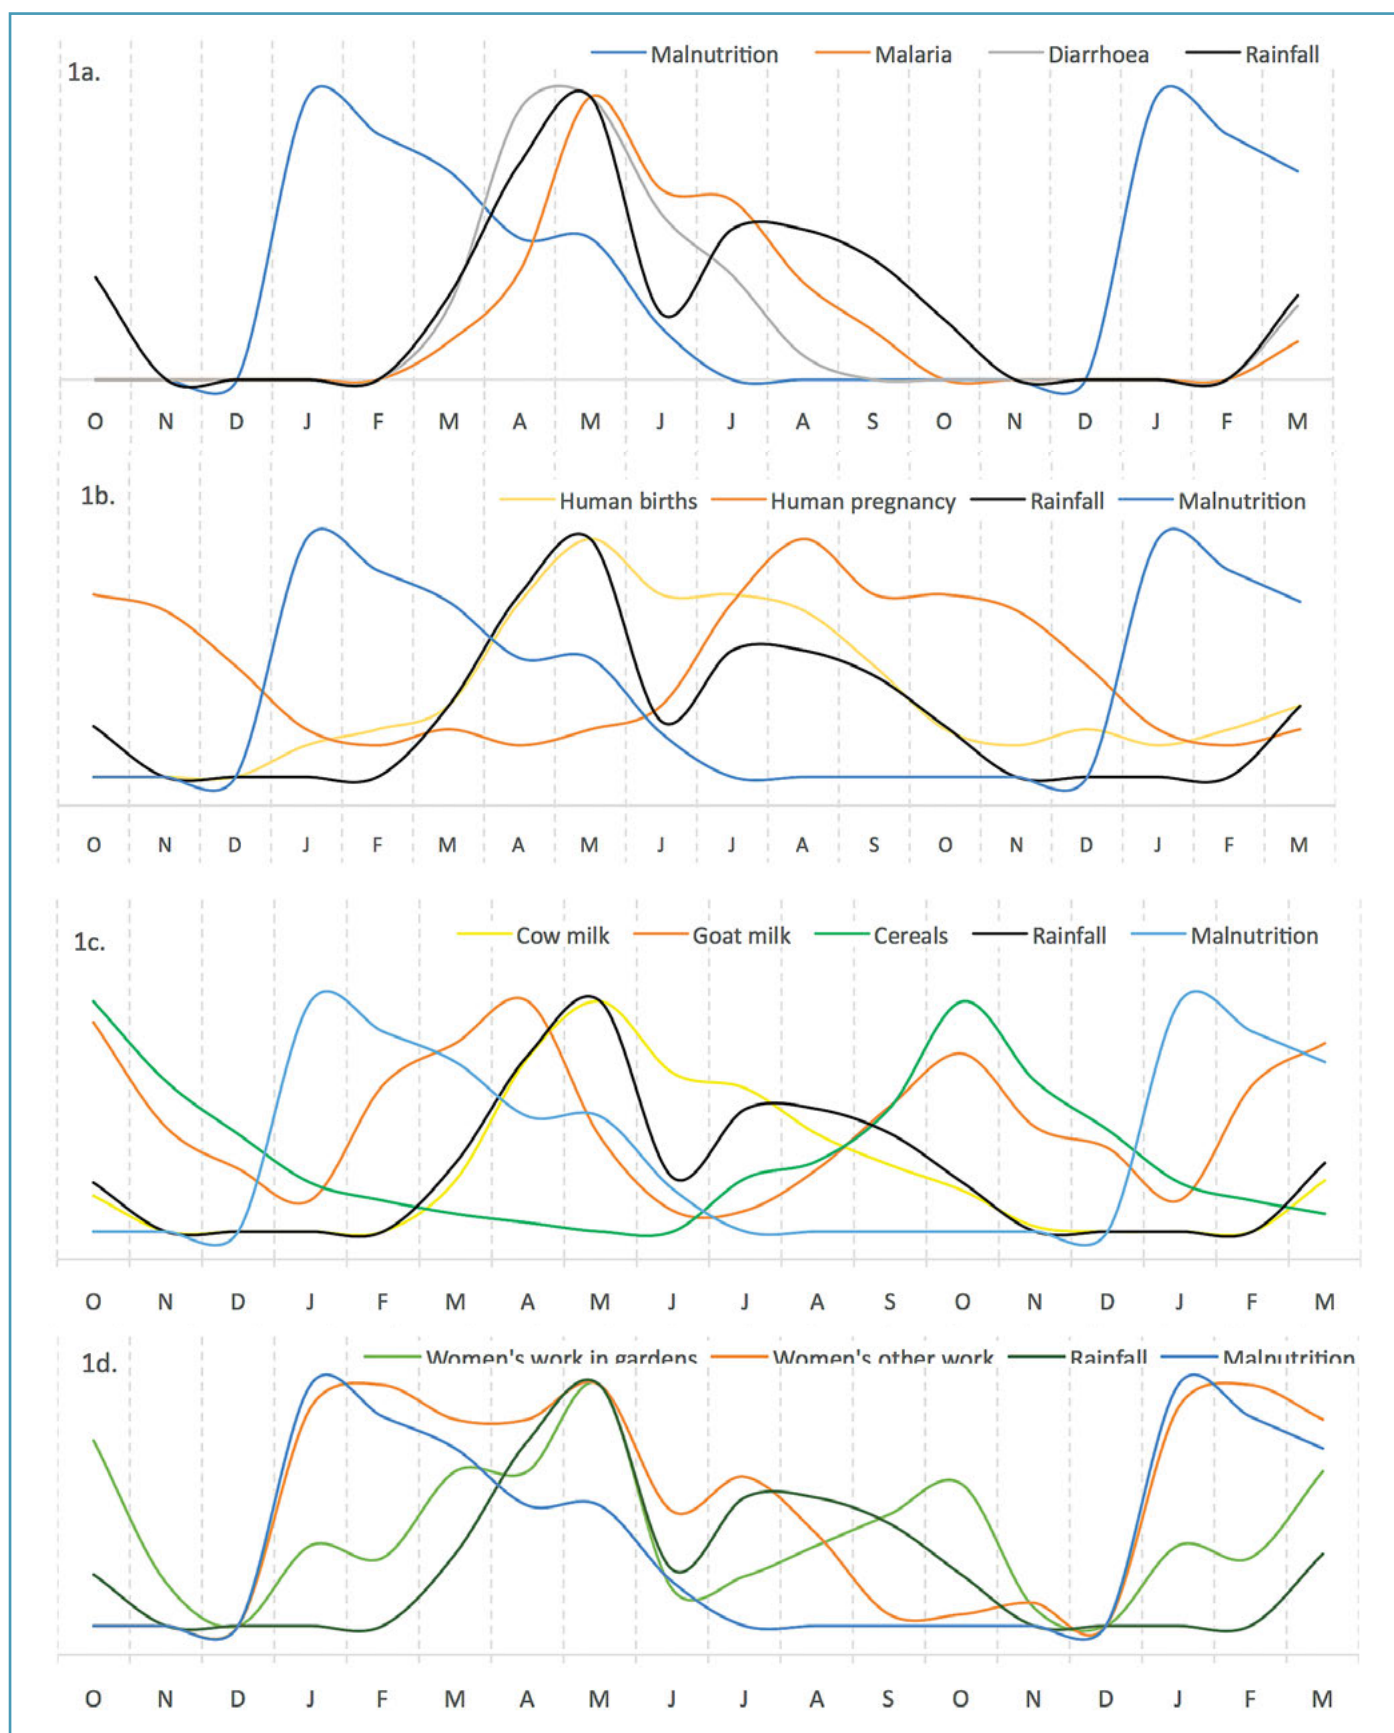 1a.
Malnutrition Malaria Diarrhoea Rainfall
O N D J F M A M J J A S O N D J F M
1b.
Human births Human pregnancy Rainfall Malnutrition
O N D J F M A M J J A S O N D J F M
1c.
Cow milk Goat milk Cereals Rainfall Malnutrition
O N D J F M A M J J A S O N D J F M
1d.
Women's work in gardens Women's other work Rainfall Malnutrition
O N D J F M A M J J A S O N D J F M